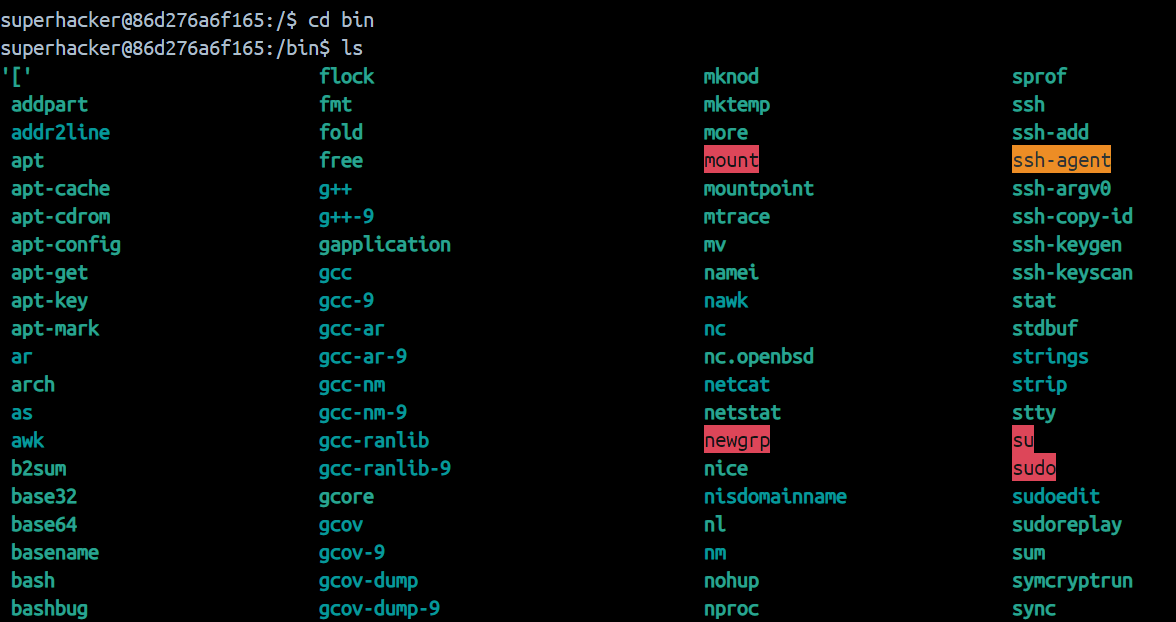 superhacker@86d276a6f165:/$ cd bin
superhacker@86d276a6f165:/bin$ ls
'[' flock mknod sprof
addpart fmt mktemp ssh
addr2line fold more ssh-add
apt free mount ssh-agent
apt-cache g++ mountpoint ssh-argv0
apt-cdrom g++-9 mtrace ssh-copy-id
apt-config gapplication mv ssh-keygen
apt-get gcc namei ssh-keyscan
apt-key gcc-9 nawk stat
apt-mark gcc-ar nc stdbuf
ar gcc-ar-9 nc.openbsd strings
arch gcc-nm netcat strip
as gcc-nm-9 netstat stty
awk gcc-ranlib newgrp su
b2sum gcc-ranlib-9 nice sudo
base32 gcore nisdomainname sudoedit
base64 gcov nl sudoreplay
basename gcov-9 nm sum
bash gcov-dump nohup symcryptrun
bashbug gcov-dump-9 nproc sync